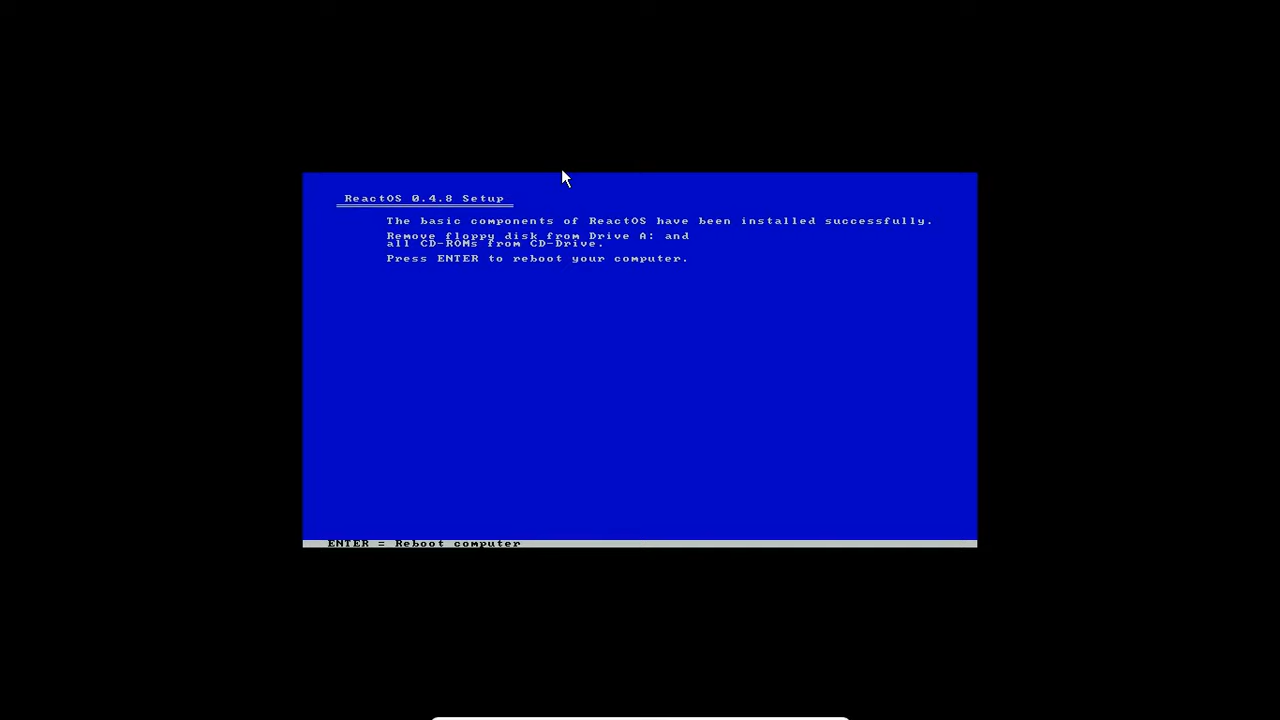 ReactOS 0.4.8 Setup
The basic components of ReactOS have been installed successfully.
Remove floppy disk from Drive A: and
all CD-ROMs from CD-Drive.
Press ENTER to reboot your computer.
ENTER = Reboot computer